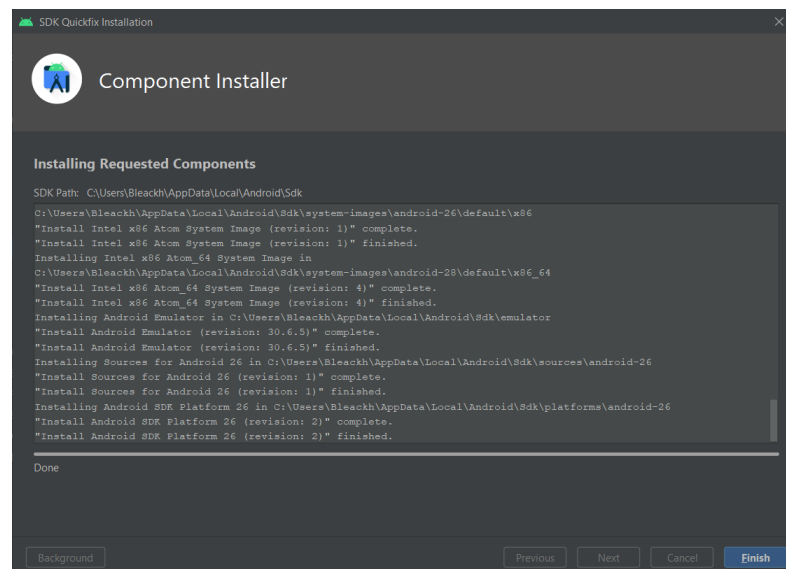 SDK Quickfix Installation
Component Installer
Installing Requested Components
SDK Path: C:\Users\Bleackh\AppData\Local\Android\Sdk
C:\Users\Bleackh\AppData\Local\Android\Sdk\system-images\android-26\default\x86
"Install Intel x86 Atom System Image (revision: 1)" complete.
"Install Intel x86 Atom System Image (revision: 1)" finished.
Installing Intel x86 Atom_64 System Image in
C:\Users\Bleackh\AppData\Local\Android\Sdk\system-images\android-28\default\x86_64
"Install Intel x86 Atom_64 System Image (revision: 4)" complete.
"Install Intel x86 Atom_64 System Image (revision: 4)" finished.
Installing Android Emulator in C:\Users\Bleackh\AppData\Local\Android\Sdk\emulator
"Install Android Emulator (revision: 30.6.5)" complete.
"Install Android Emulator (revision: 30.6.5)" finished.
Installing Sources for Android 26 in C:\Users\Bleackh\AppData\Local\Android\Sdk\sources\android-26
"Install Sources for Android 26 (revision: 1)" complete.
"Install Sources for Android 26 (revision: 1)" finished.
Installing Android SDK Platform 26 in C:\Users\Bleackh\AppData\Local\Android\Sdk\platforms\android-26
"Install Android SDK Platform 26 (revision: 2)" complete.
"Install Android SDK Platform 26 (revision: 2)" finished.
Done
Background Previous Next Cancel Finish